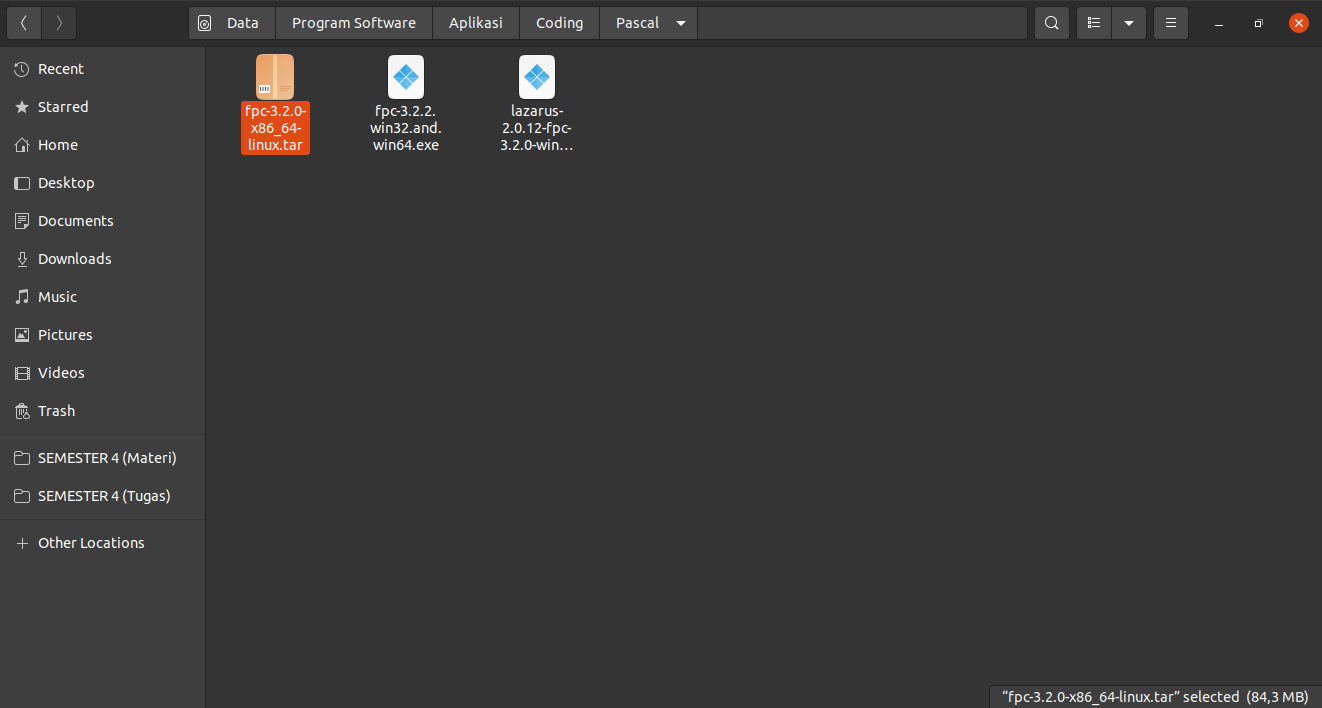 Data
Program Software
Aplikasi
Coding
Pascal
Recent
Starred
Home
Desktop
Documents
Downloads
Music
Pictures
Videos
Trash
SEMESTER 4 (Materi)
SEMESTER 4 (Tugas)
Other Locations
fpc-3.2.0-
x86_64-
linux.tar
fpc-3.2.2.
win32.and.
win64.exe
lazarus-
2.0.12-fpc-
3.2.0-win…
“fpc-3.2.0-x86_64-linux.tar” selected (84,3 MB)